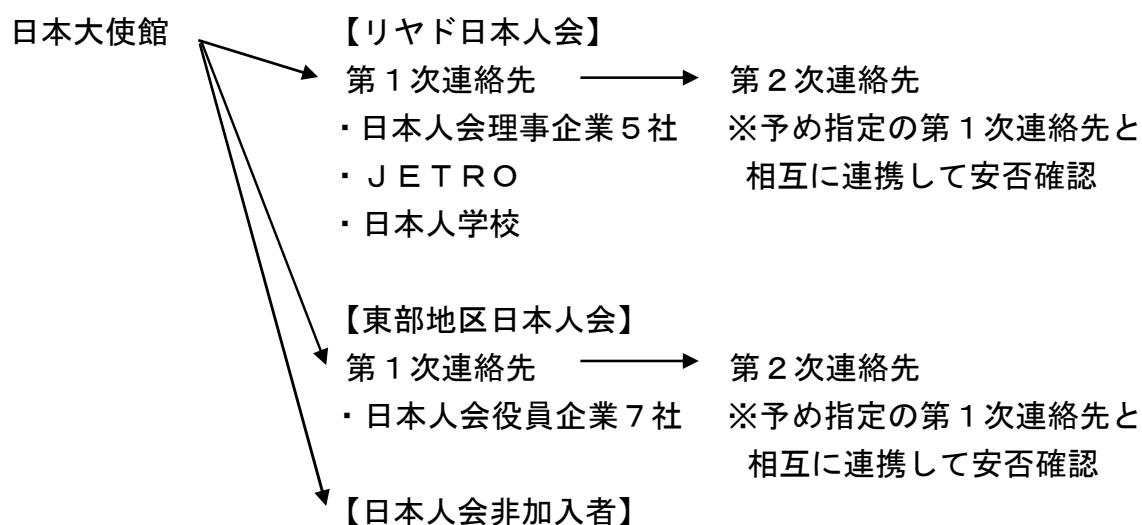 日本大使館 【リヤド日本人会】
第１次連絡先 第２次連絡先
・日本人会理事企業５社 ※予め指定の第１次連絡先と
・ＪＥＴＲＯ 相互に連携して安否確認
・日本人学校
【東部地区日本人会】
第１次連絡先 第２次連絡先
・日本人会役員企業７社 ※予め指定の第１次連絡先と
相互に連携して安否確認
【日本人会非加入者】